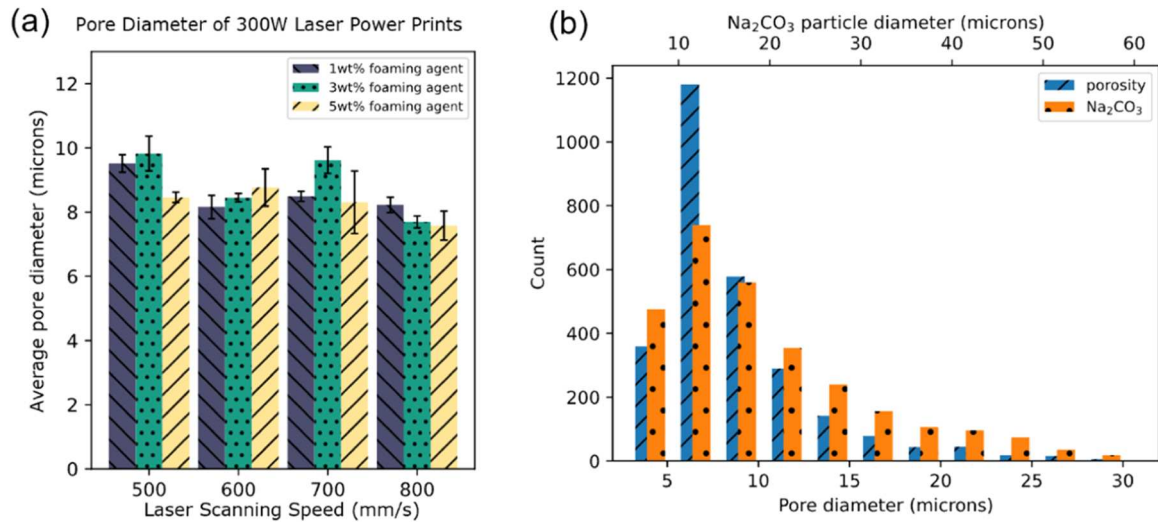 (a)
Pore Diameter of 300W Laser Power Prints
1wt% foaming agent
3wt% foaming agent
5wt% foaming agent
12
10
8
6
4
2
0
Average pore diameter (microns)
500 600 700 800
Laser Scanning Speed (mm/s)
(b)
Na₂CO₃ particle diameter (microns)
10 20 30 40 50 60
porosity
Na₂CO₃
1200
1000
800
600
400
200
0
Count
5 10 15 20 25 30
Pore diameter (microns)